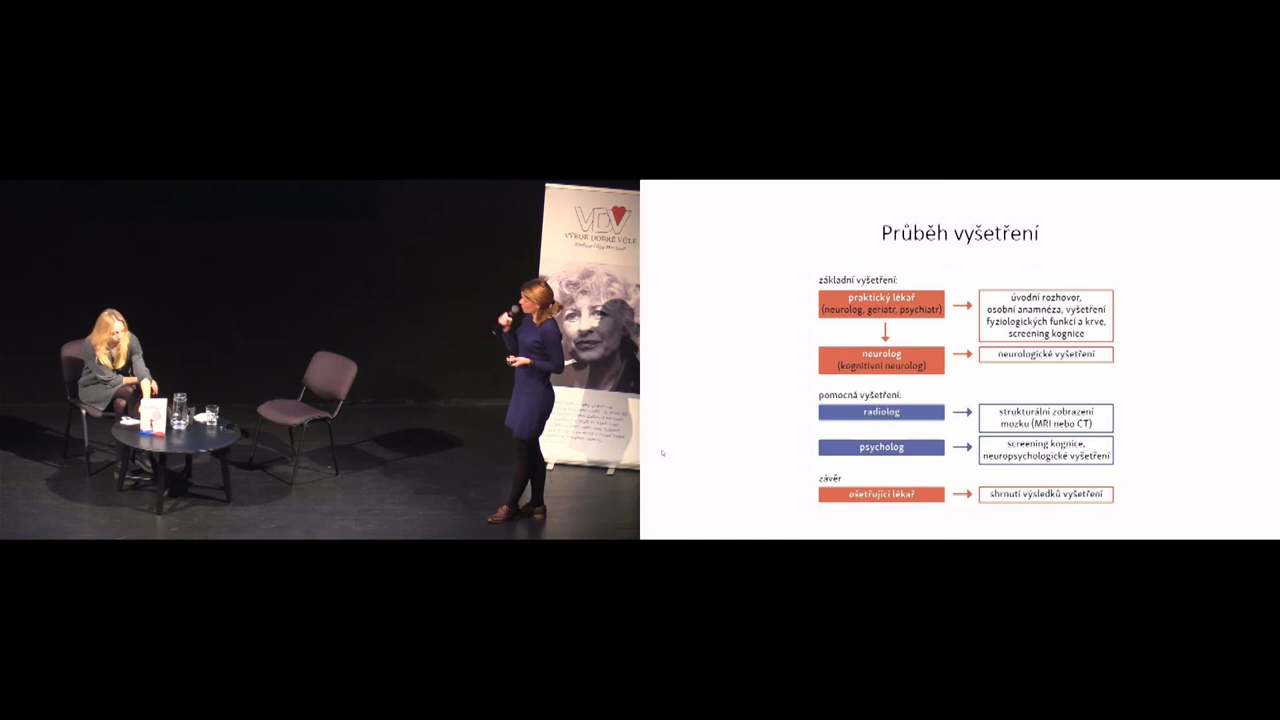 VDV
VÝBOR DOBRÉ VŮLE
Průběh vyšetření
základní vyšetření:
praktický lékař
(neurolog, geriatr, psychiatr)
úvodní rozhovor,
osobní anamnéza, vyšetření
fyziologických funkcí a krve,
screening kognice
neurolog
(kognitivní neurolog)
neurologické vyšetření
pomocná vyšetření:
radiolog
strukturální zobrazení
mozku (MRI nebo CT)
psycholog
screening kognice,
neuropsychologické vyšetření
závěr
ošetřující lékař
shrnutí výsledků vyšetření